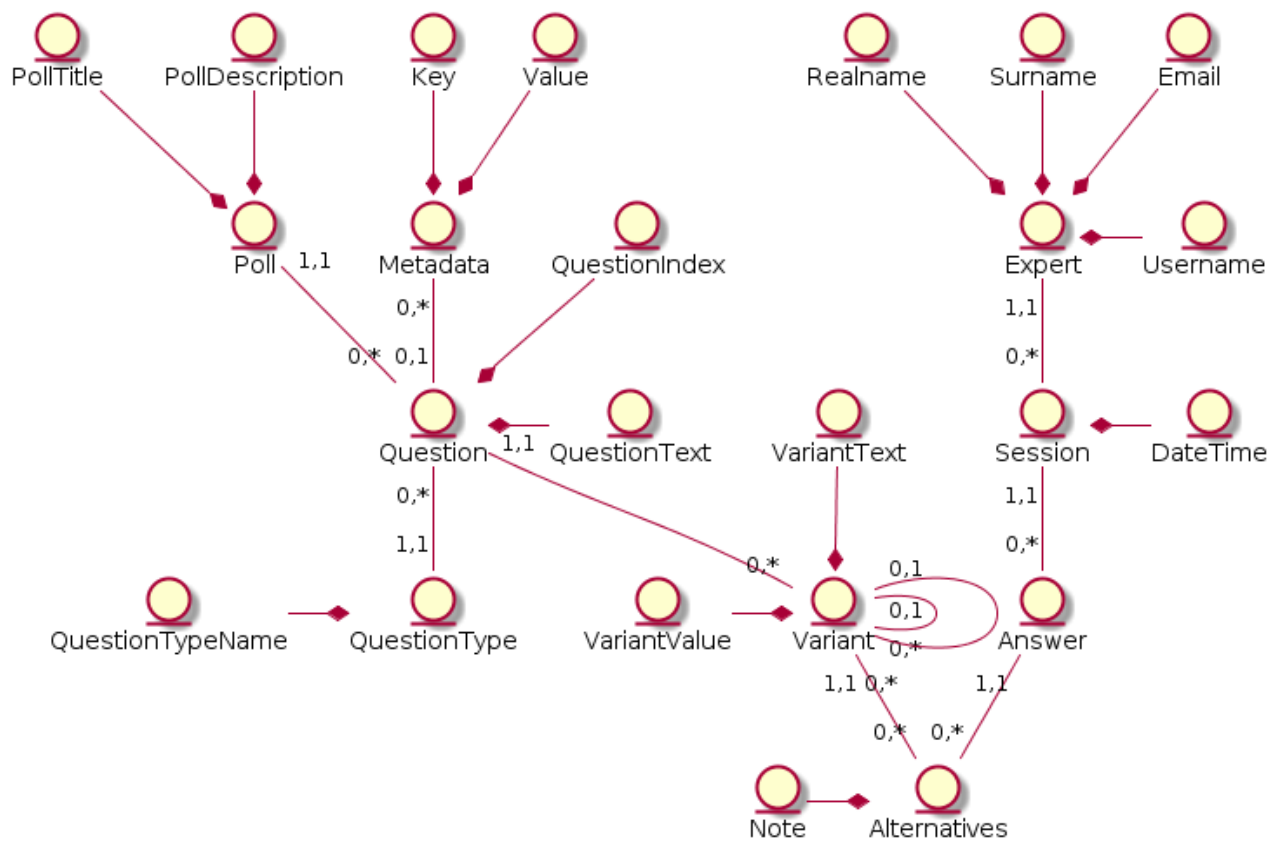 PollTitle PollDescription Key Value Realname Surname Email
Poll 1,1 Metadata QuestionIndex Expert Username
0,* 1,1
0,* 0,1 0,*
1,1
Question QuestionText VariantText Session DateTime
0,* 1,1
1,1 0,* 0,*
0,1
0,1
QuestionTypeName QuestionType VariantValue Variant 0,* Answer
1,1 0,* 1,1
0,* 0,*
Note Alternatives